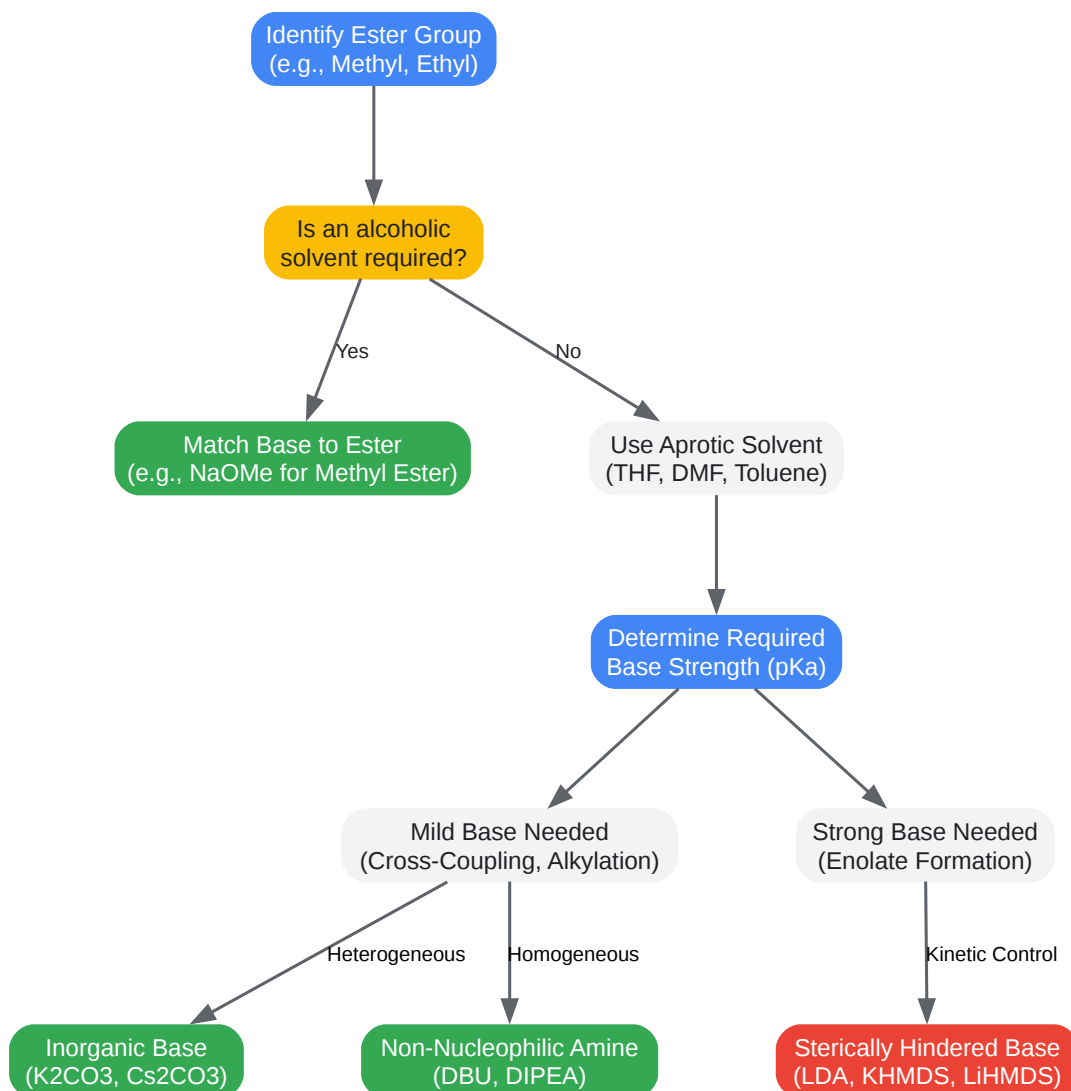 Identify Ester Group
(e.g., Methyl, Ethyl)
Is an alcoholic
solvent required?
Yes
No
Match Base to Ester
(e.g., NaOMe for Methyl Ester)
Use Aprotic Solvent
(THF, DMF, Toluene)
Determine Required
Base Strength (pKa)
Mild Base Needed
(Cross-Coupling, Alkylation)
Strong Base Needed
(Enolate Formation)
Heterogeneous
Homogeneous
Kinetic Control
Inorganic Base
(K2CO3, Cs2CO3)
Non-Nucleophilic Amine
(DBU, DIPEA)
Sterically Hindered Base
(LDA, KHMDS, LiHMDS)